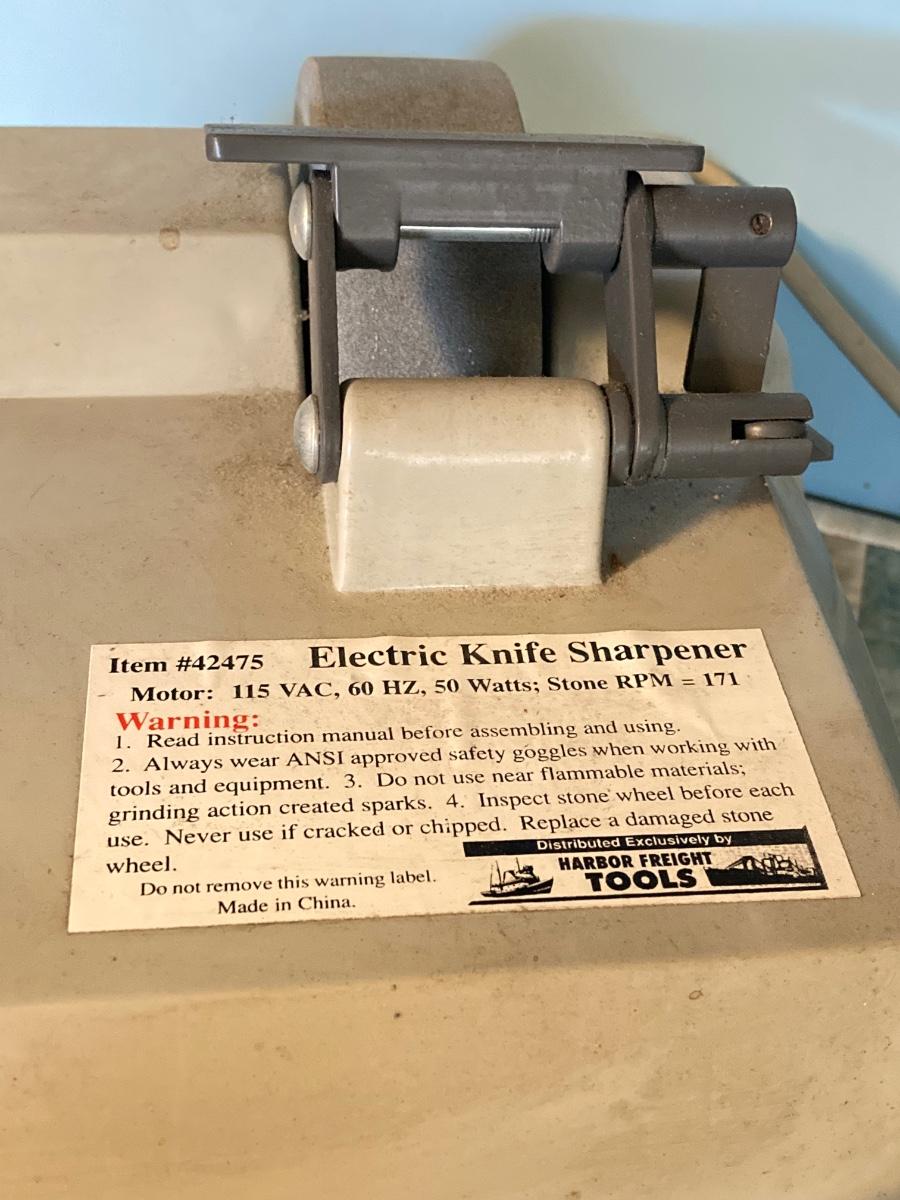 Item #42475 Electric Knife Sharpener
Motor: 115 VAC, 60 HZ, 50 Watts; Stone RPM = 171
Warning:
1. Read instruction manual before assembling and using.
2. Always wear ANSI approved safety goggles when working with
tools and equipment. 3. Do not use near flammable materials;
grinding action created sparks. 4. Inspect stone wheel before each
use. Never use if cracked or chipped. Replace a damaged stone
wheel.
Do not remove this warning label.
Made in China.
Distributed Exclusively by
HARBOR FREIGHT
TOOLS